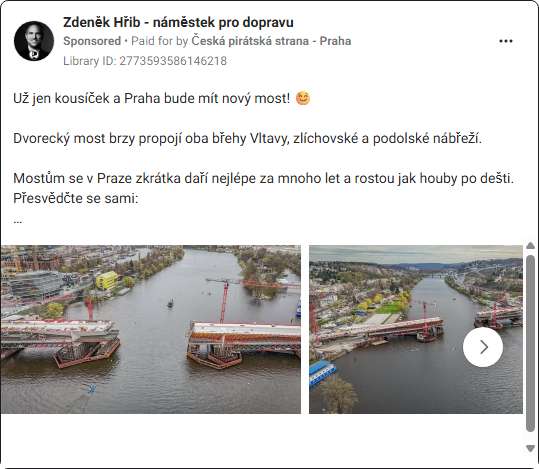 Zdeněk Hřib - náměstek pro dopravu
Sponsored • Paid for by Česká pirátská strana - Praha
Library ID: 2773593586146218
Už jen kousíček a Praha bude mít nový most! 😊
Dvorecký most brzy propojí oba břehy Vltavy, zlíchovské a podolské nábřeží.
Mostům se v Praze zkrátka daří nejlépe za mnoho let a rostou jak houby po dešti.
Přesvědčte se sami:
...